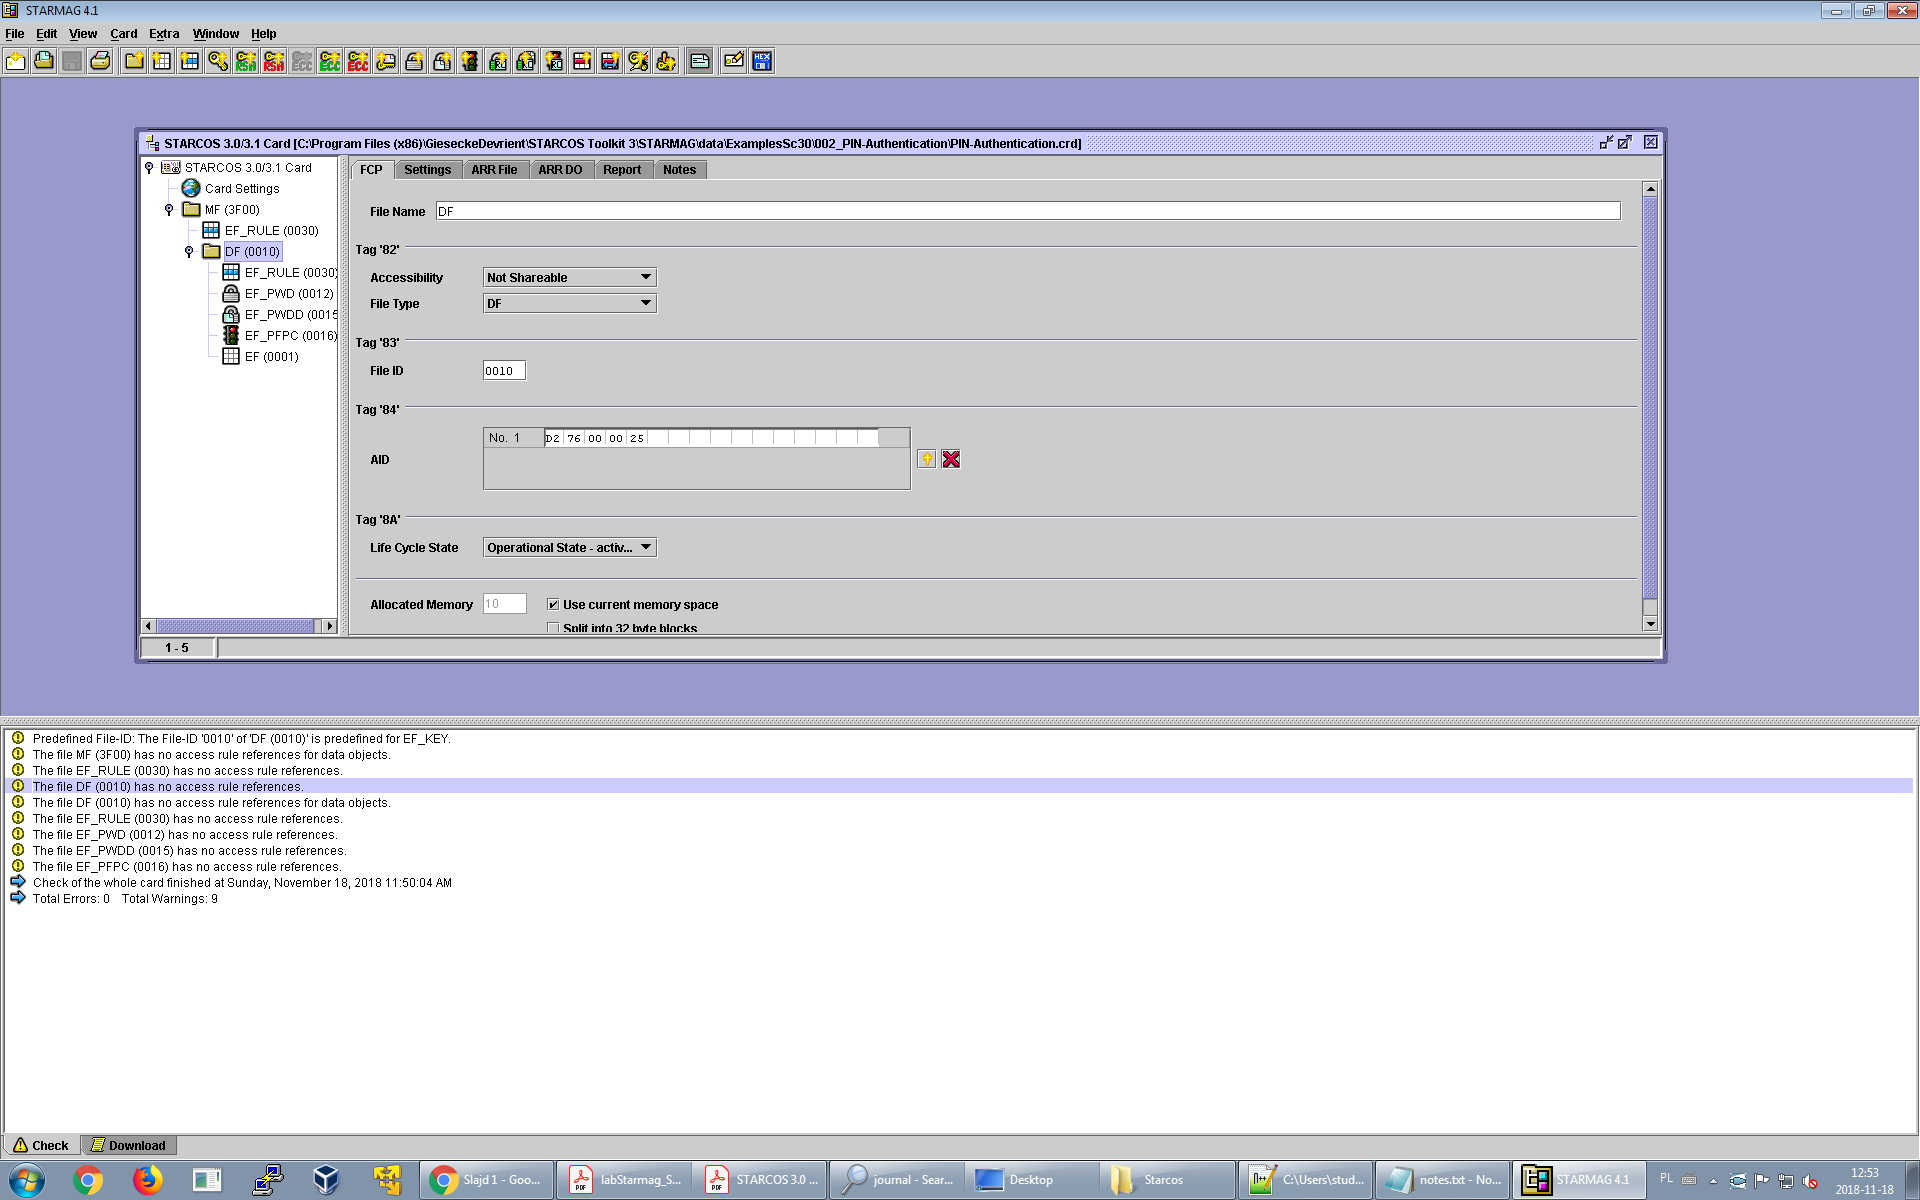 STARMAG 4.1
File Edit View Card Extra Window Help
STARCOS 3.0/3.1 Card [C:\Program Files (x86)\GieseckeDevrient\STARCOS Toolkit 3\STARMAG\data\ExamplesSc30\002_PIN-Authentication\PIN-Authentication.crd]
STARCOS 3.0/3.1 Card
Card Settings
MF (3F00)
EF_RULE (0030)
DF (0010)
EF_RULE (0030)
EF_PWD (0012)
EF_PWDD (0015
EF_PFPC (0016)
EF (0001)
1 - 5
FCP Settings ARR File ARR DO Report Notes
File Name DF
Tag '82'
Accessibility Not Shareable
File Type DF
Tag '83'
File ID 0010
Tag '84'
No. 1 D2 76 00 00 25
AID
Tag '8A'
Life Cycle State Operational State - activ...
Allocated Memory 10 Use current memory space
Split into 32 byte blocks
Predefined File-ID: The File-ID '0010' of 'DF (0010)' is predefined for EF_KEY.
The file MF (3F00) has no access rule references for data objects.
The file EF_RULE (0030) has no access rule references.
The file DF (0010) has no access rule references.
The file DF (0010) has no access rule references for data objects.
The file EF_RULE (0030) has no access rule references.
The file EF_PWD (0012) has no access rule references.
The file EF_PWDD (0015) has no access rule references.
The file EF_PFPC (0016) has no access rule references.
Check of the whole card finished at Sunday, November 18, 2018 11:50:04 AM
Total Errors: 0 Total Warnings: 9
Check Download
Slajd 1 - Goo... labStarmag_S... STARCOS 3.0 ... journal - Sear... Desktop Starcos C:\Users\stud... notes.txt - No... STARMAG 4.1 PL 12:53
2018-11-18